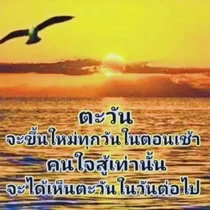 ตะวัน
จะขึ้นใหม่ทุกวันในตอนเช้า
คนใจสู้เท่านั้น
จะได้เห็นตะวันในวันต่อไป